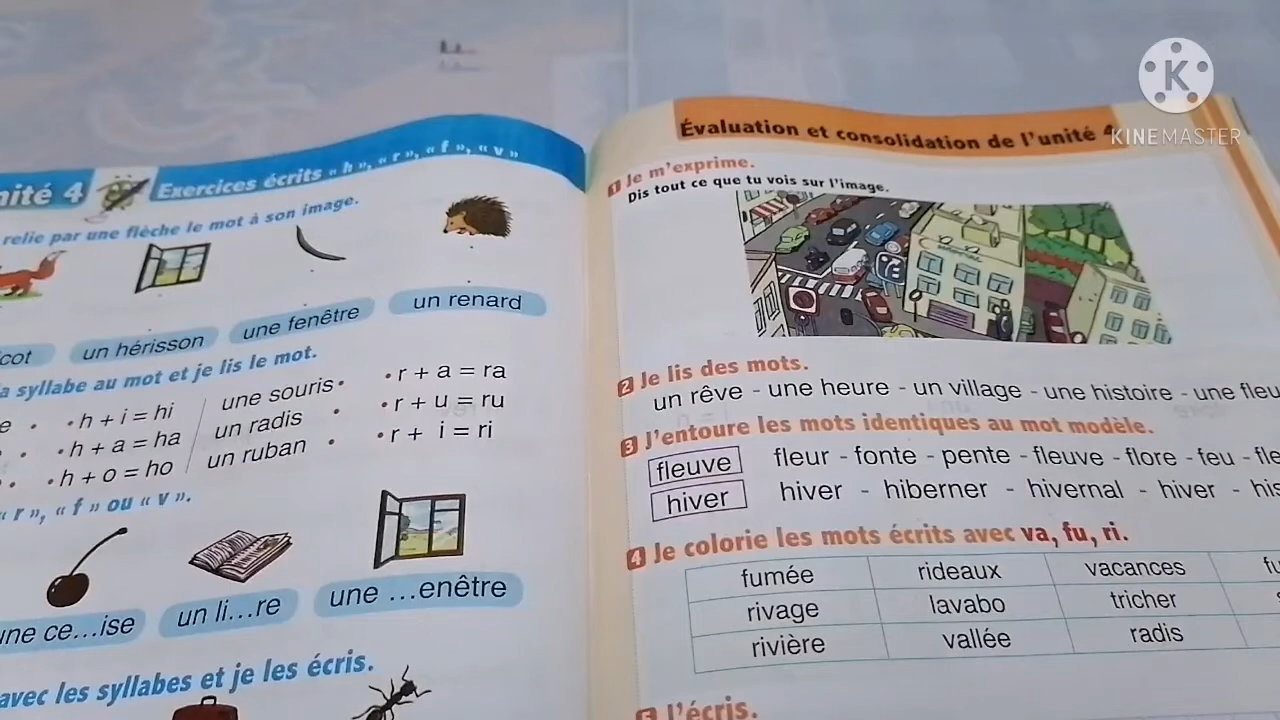 nité 4 Exercices écrits « h », « r », « f », « v »
relie par une flèche le mot à son image.
cot un hérisson une fenêtre un renard
a syllabe au mot et je lis le mot.
e • • h + i = hi une souris • • r + a = ra
• • h + a = ha un radis • • r + u = ru
• • h + o = ho un ruban • • r + i = ri
« r », « f » ou « v ».
une ce...ise un li...re une ...enêtre
avec les syllabes et je les écris.
Évaluation et consolidation de l'unité 4
1 Je m'exprime.
Dis tout ce que tu vois sur l'image.
2 Je lis des mots.
un rêve - une heure - un village - une histoire - une fleu
3 J'entoure les mots identiques au mot modèle.
fleuve fleur - fonte - pente - fleuve - flore - feu - fle
hiver hiver - hiberner - hivernal - hiver - his
4 Je colorie les mots écrits avec va, fu, ri.
fumée rideaux vacances fu
rivage lavabo tricher
rivière vallée radis
5 J'écris.
K
KINEMASTER